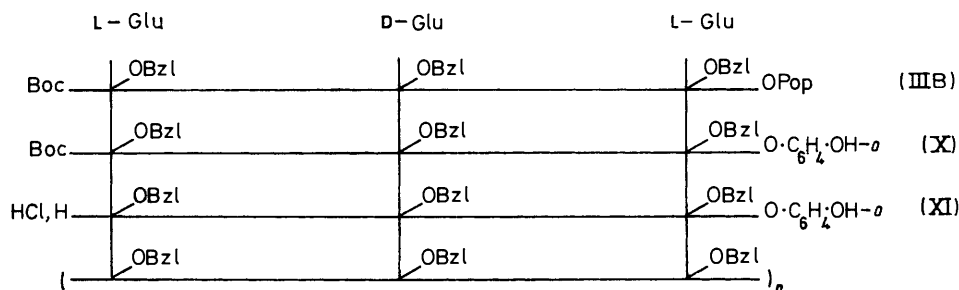 L – Glu D – Glu L – Glu
Boc OBzl OBzl OBzl OPop (IIIB)
Boc OBzl OBzl OBzl O·C₆H₄·OH–o (X)
HCl, H OBzl OBzl OBzl O·C₆H₄·OH–o (XI)
( OBzl OBzl OBzl )ₙ